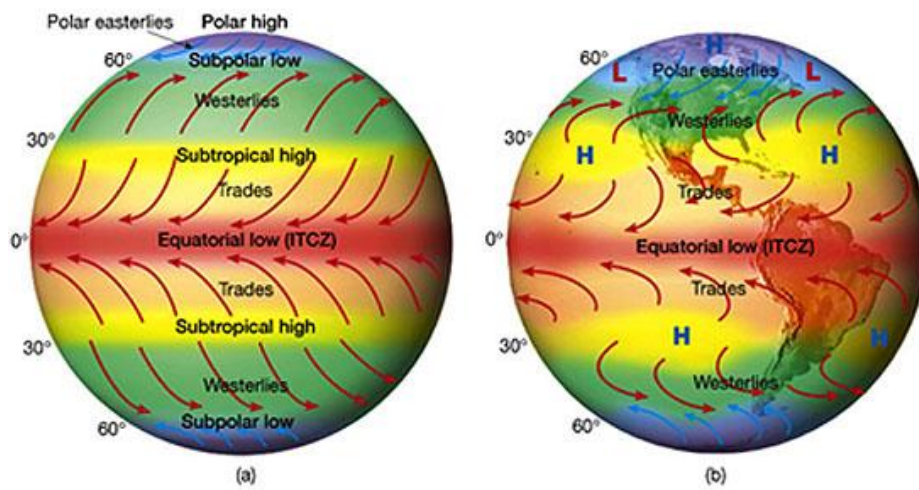 Polar easterlies
Polar high
60°
Subpolar low
Westerlies
30°
Subtropical high
Trades
0°
Equatorial low (ITCZ)
Trades
Subtropical high
30°
Westerlies
60°
Subpolar low
(a)
H
60°
L
Polar easterlies
L
Westerlies
30°
H
H
Trades
0°
Equatorial low (ITCZ)
Trades
30°
H
H
Westerlies
60°
(b)